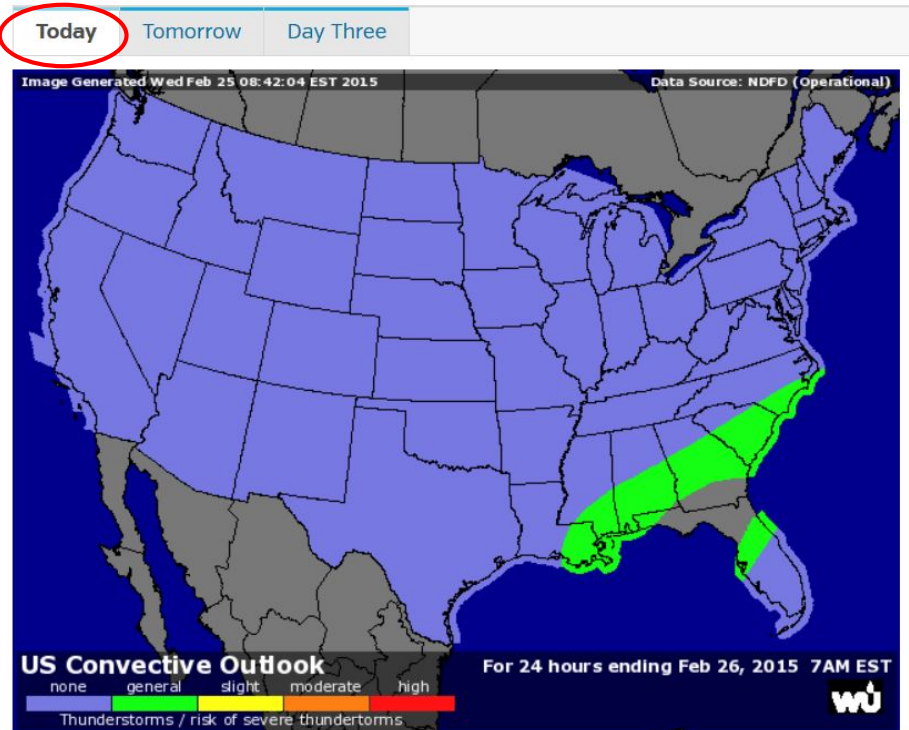 Today Tomorrow Day Three
Image Generated Wed Feb 25 08:42:04 EST 2015 Data Source: NDFD (Operational)
US Convective Outlook For 24 hours ending Feb 26, 2015 7AM EST
none general slight moderate high
Thunderstorms / risk of severe thundertorms
wu